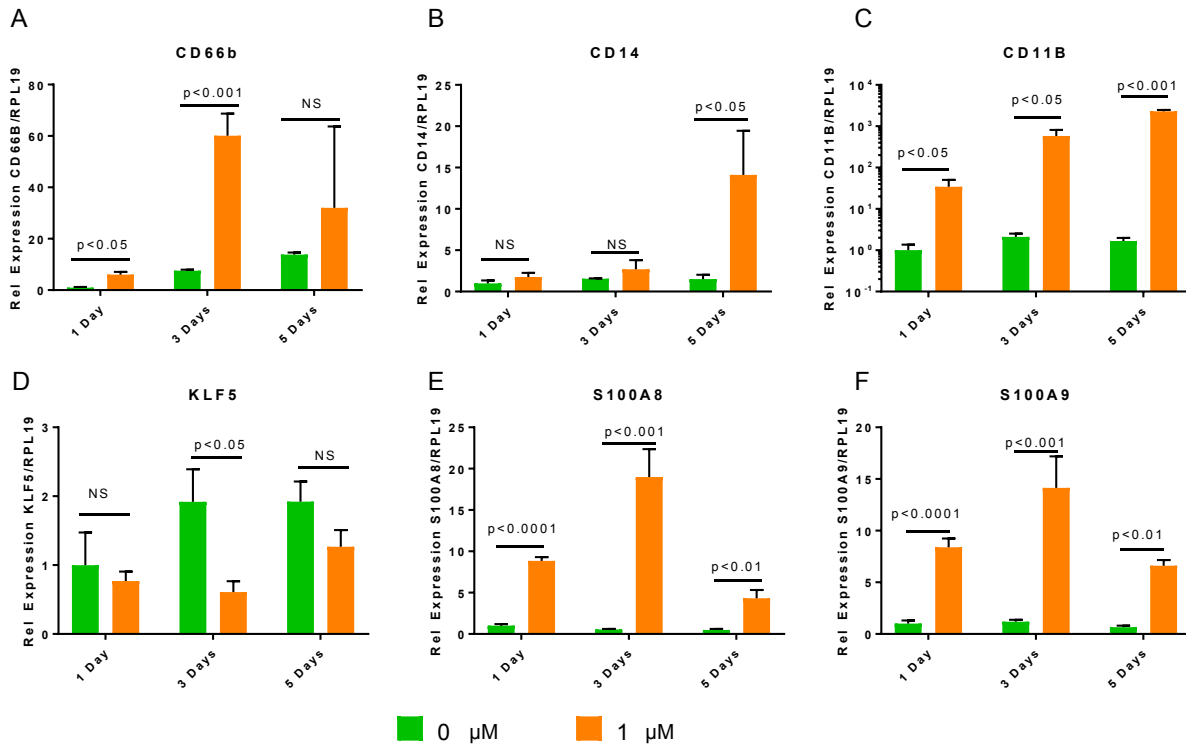 A
CD66b
Rel Expression CD66B/RPL19
80
60
40
20
0
p<0.05
p<0.001
NS
1 Day
3 Days
5 Days
B
CD14
Rel Expression CD14/RPL19
25
20
15
10
5
0
NS
NS
p<0.05
1 Day
3 Days
5 Days
C
CD11B
Rel Expression CD11B/RPL19
10^4
10^3
10^2
10^1
10^0
10^-1
p<0.05
p<0.05
p<0.001
1 Day
3 Days
5 Days
D
KLF5
Rel Expression KLF5/RPL19
3
2
1
0
NS
p<0.05
NS
1 Day
3 Days
5 Days
E
S100A8
Rel Expression S100A8/RPL19
25
20
15
10
5
0
p<0.0001
p<0.001
p<0.01
1 Day
3 Days
5 Days
F
S100A9
Rel Expression S100A9/RPL19
20
15
10
5
0
p<0.0001
p<0.001
p<0.01
1 Day
3 Days
5 Days
0 µM
1 µM